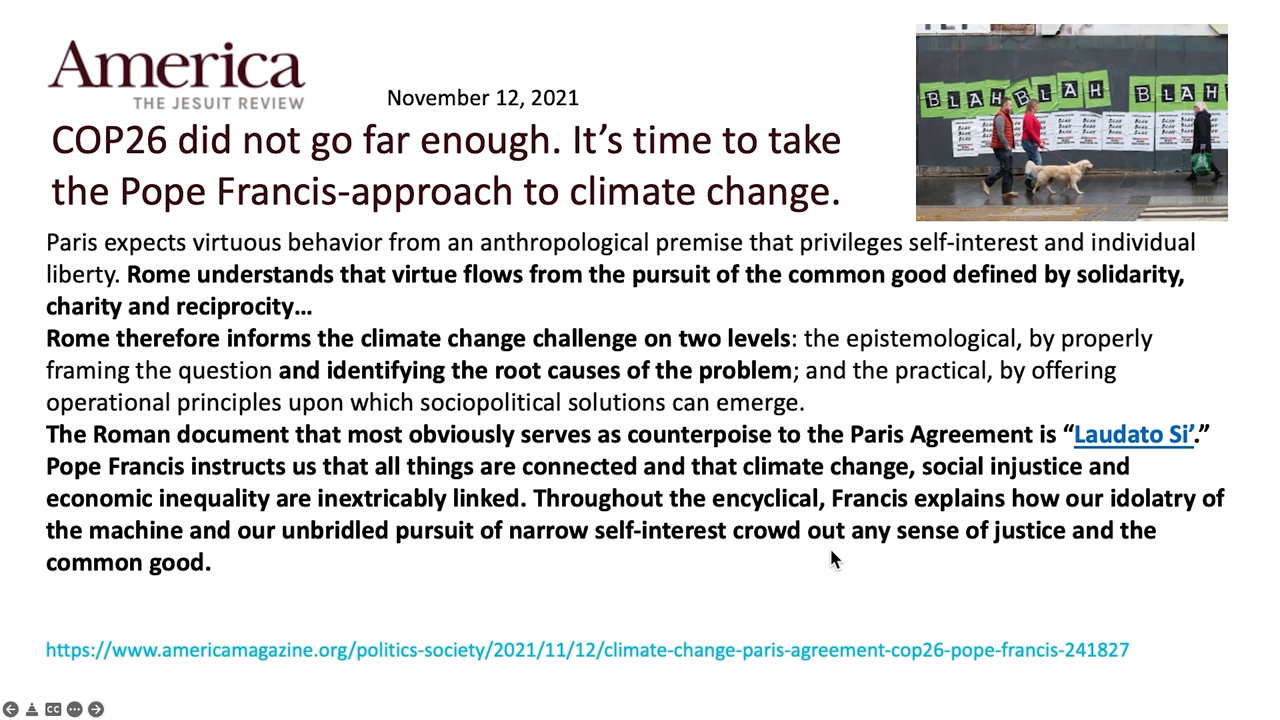 America
THE JESUIT REVIEW
November 12, 2021
BLAH BLAH BLAH
COP26 did not go far enough. It’s time to take
the Pope Francis-approach to climate change.
Paris expects virtuous behavior from an anthropological premise that privileges self-interest and individual
liberty. Rome understands that virtue flows from the pursuit of the common good defined by solidarity,
charity and reciprocity…
Rome therefore informs the climate change challenge on two levels: the epistemological, by properly
framing the question and identifying the root causes of the problem; and the practical, by offering
operational principles upon which sociopolitical solutions can emerge.
The Roman document that most obviously serves as counterpoise to the Paris Agreement is “Laudato Si’.”
Pope Francis instructs us that all things are connected and that climate change, social injustice and
economic inequality are inextricably linked. Throughout the encyclical, Francis explains how our idolatry of
the machine and our unbridled pursuit of narrow self-interest crowd out any sense of justice and the
common good.
https://www.americamagazine.org/politics-society/2021/11/12/climate-change-paris-agreement-cop26-pope-francis-241827
CC